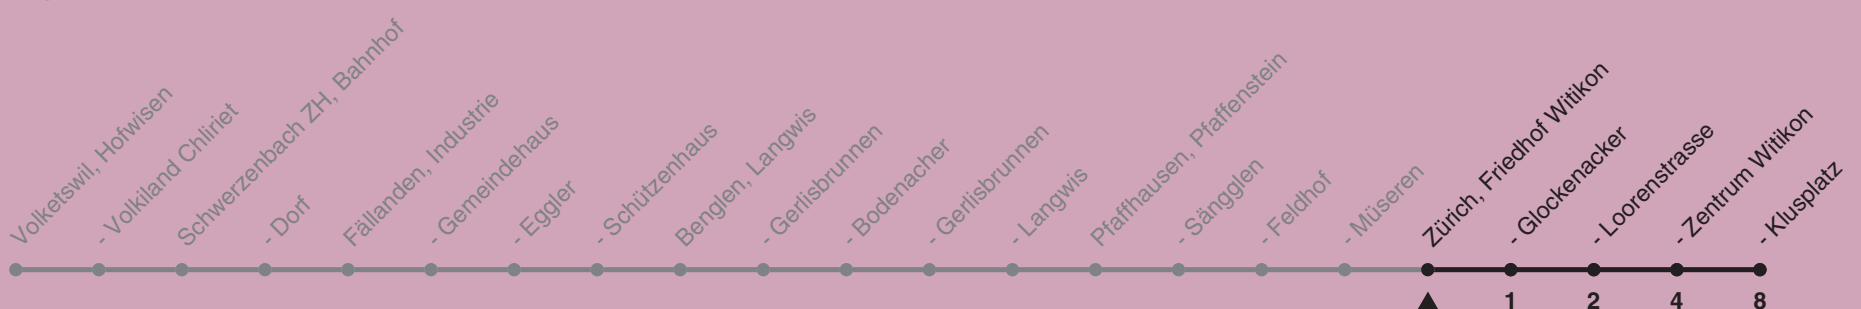 Volketswil, Hofwisen
- Volkiland Chliriet
Schwerzenbach ZH, Bahnhof
- Dorf
Fällanden, Industrie
- Gemeindehaus
- Eggler
- Schützenhaus
Benglen, Langwis
- Gerlisbrunnen
- Bodenacher
- Gerlisbrunnen
- Langwis
Pfaffhausen, Pfaffenstein
- Sängglen
- Feldhof
- Müseren
Zürich, Friedhof Witikon
- Glockenacker
- Loorenstrasse
- Zentrum Witikon
- Klusplatz
1 2 4 8